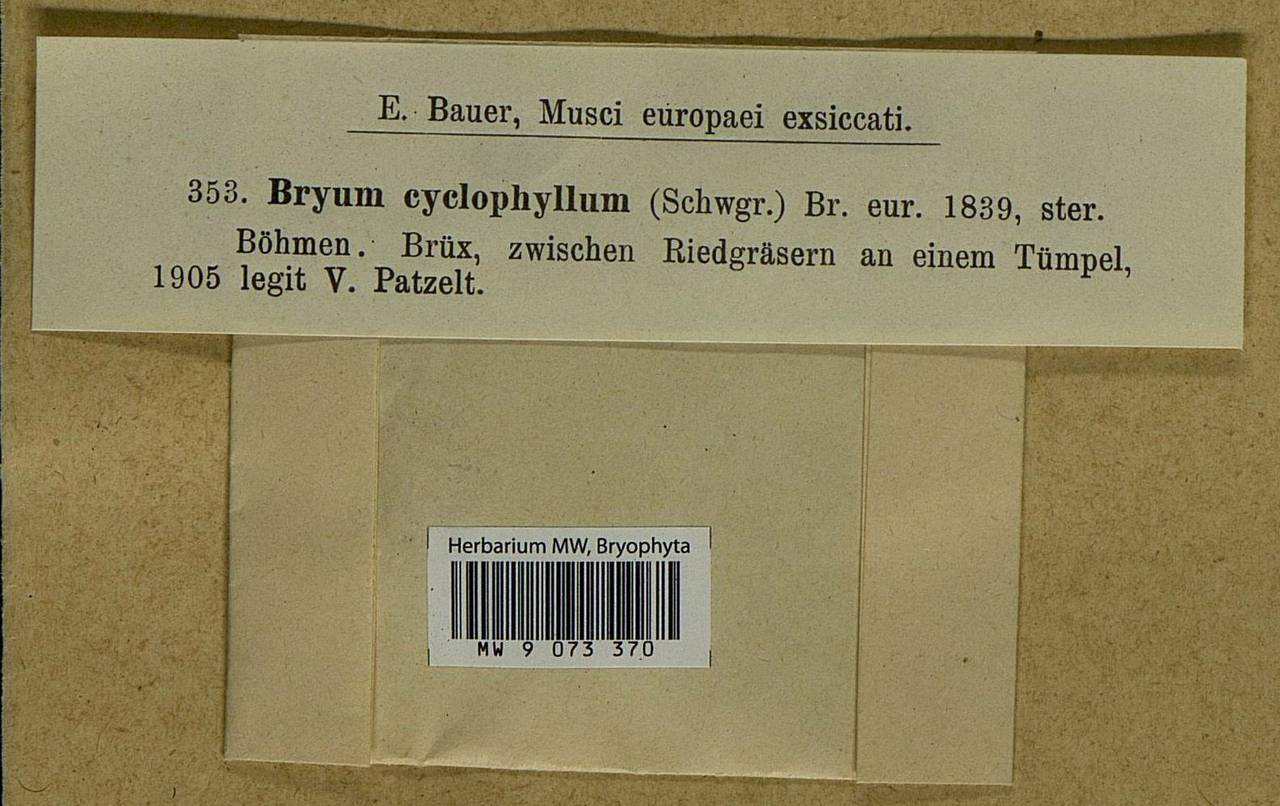 E. Bauer, Musci europaei exsiccati.
353. Bryum cyclophyllum (Schwgr.) Br. eur. 1839, ster.
Böhmen. Brüx, zwischen Riedgräsern an einem Tümpel,
1905 legit V. Patzelt.
Herbarium MW, Bryophyta
MW 9 073 370